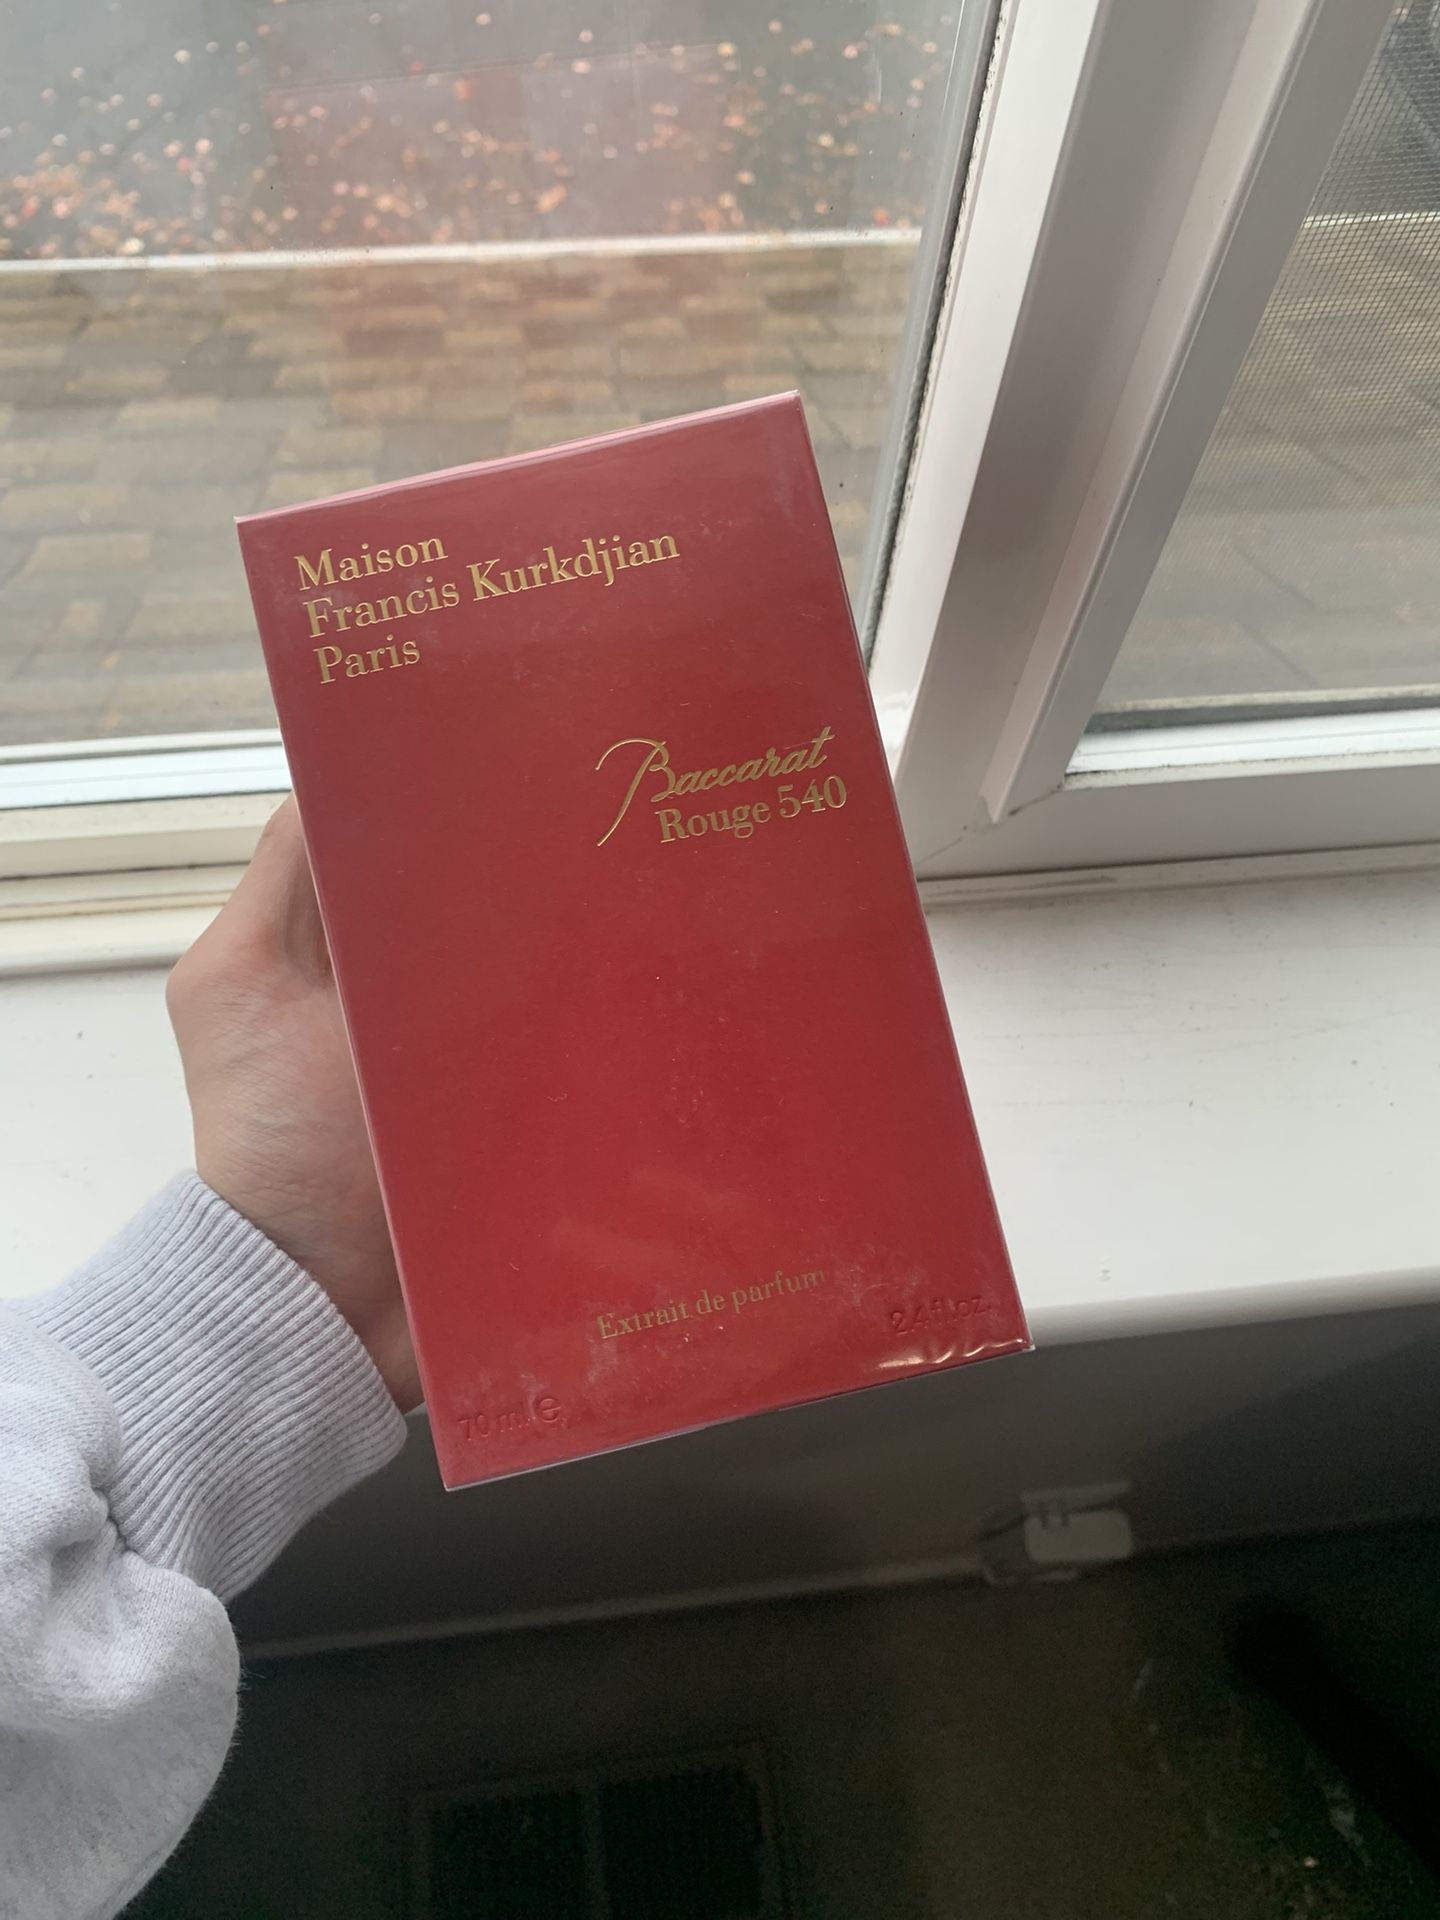 Maison
Francis Kurkdjian
Paris
Baccarat
Rouge 540
Extrait de parfum
2.4 fl.oz.
70 ml ℮